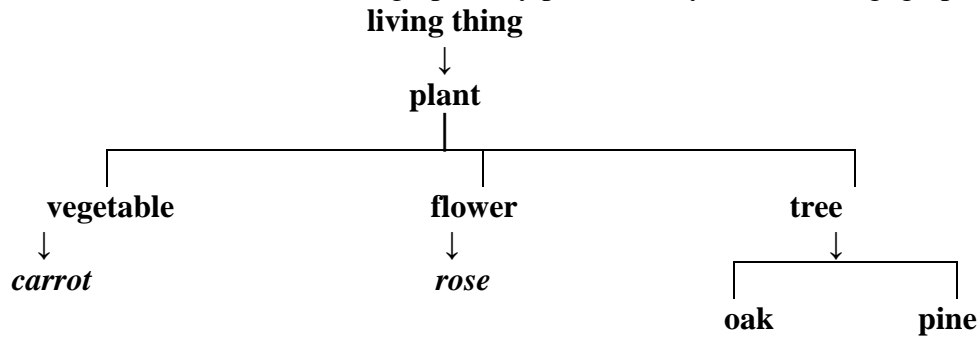 living thing
↓
plant
vegetable flower tree
↓ ↓ ↓
carrot rose
oak pine